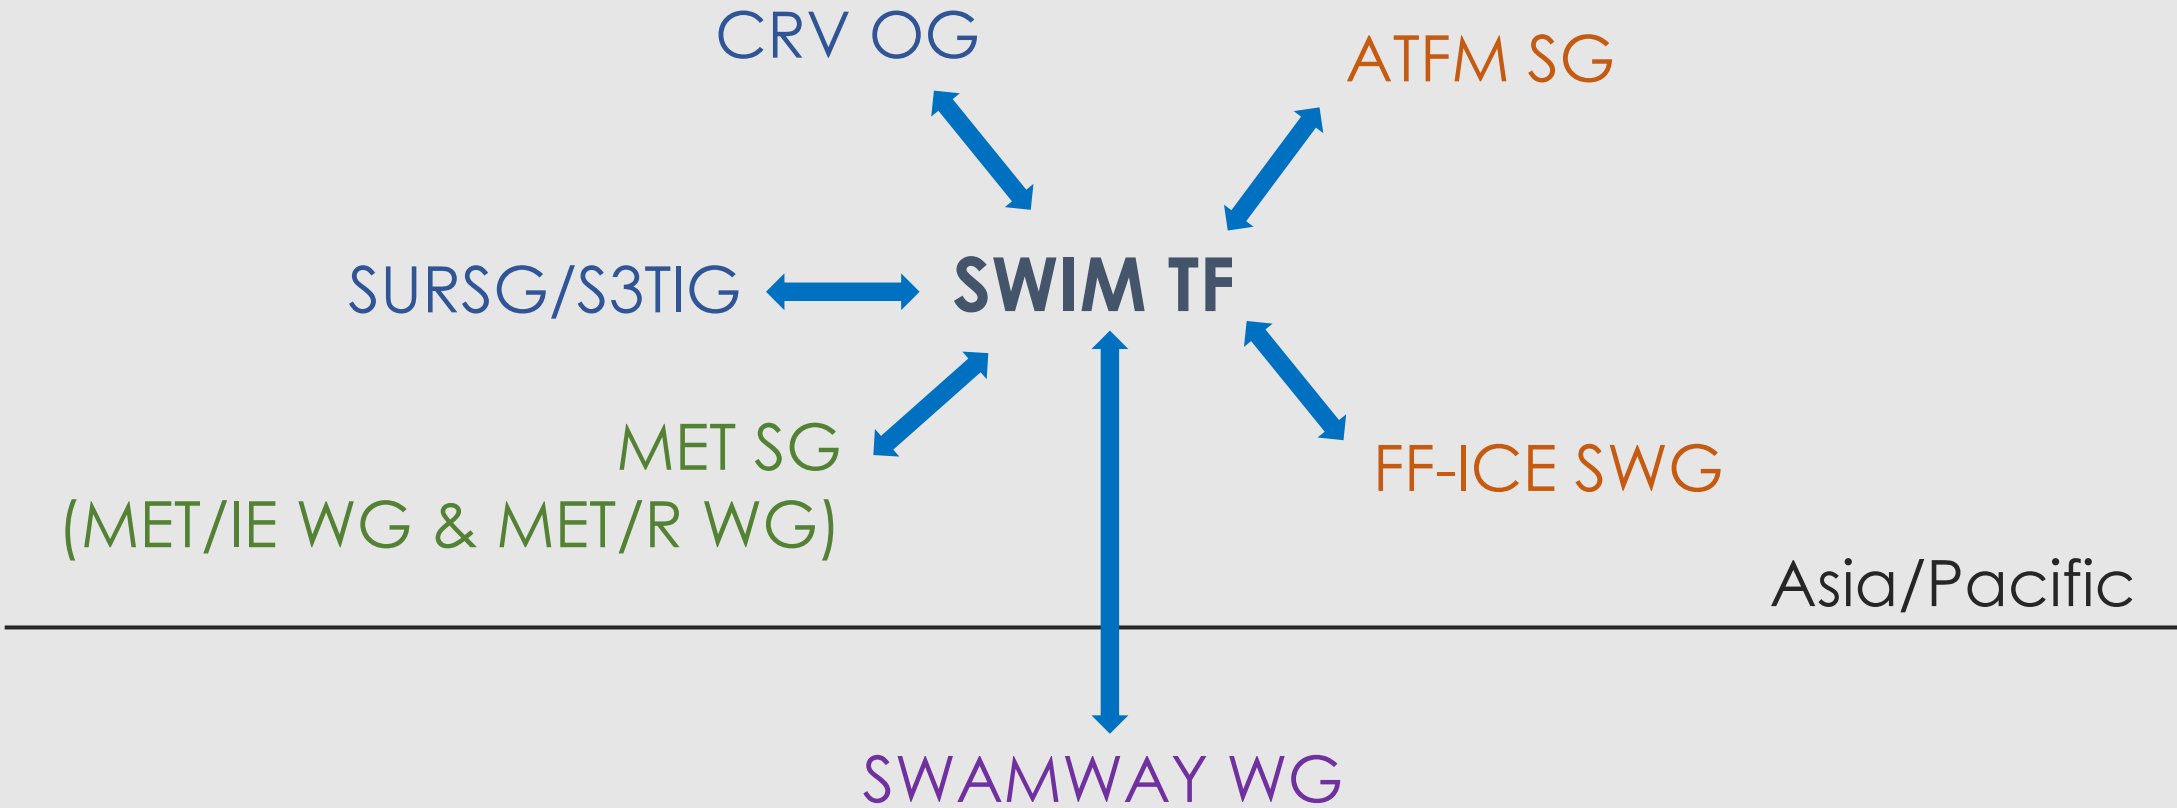 CRV OG
ATFM SG
SURSG/S3TIG
SWIM TF
MET SG
(MET/IE WG & MET/R WG)
FF-ICE SWG
Asia/Pacific
SWAMWAY WG